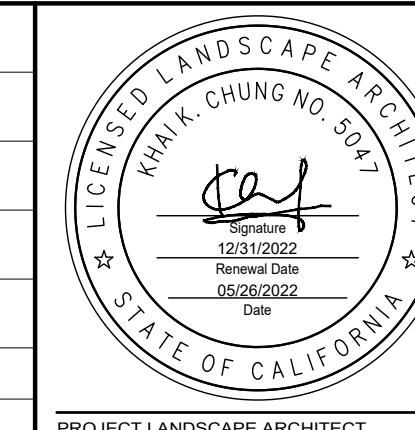 LICENSED LANDSCAPE ARCHITECT
KHAI K. CHUNG NO. 5047
Signature
12/31/2022
Renewal Date
05/26/2022
Date
STATE OF CALIFORNIA
PROJECT LANDSCAPE ARCHITECT